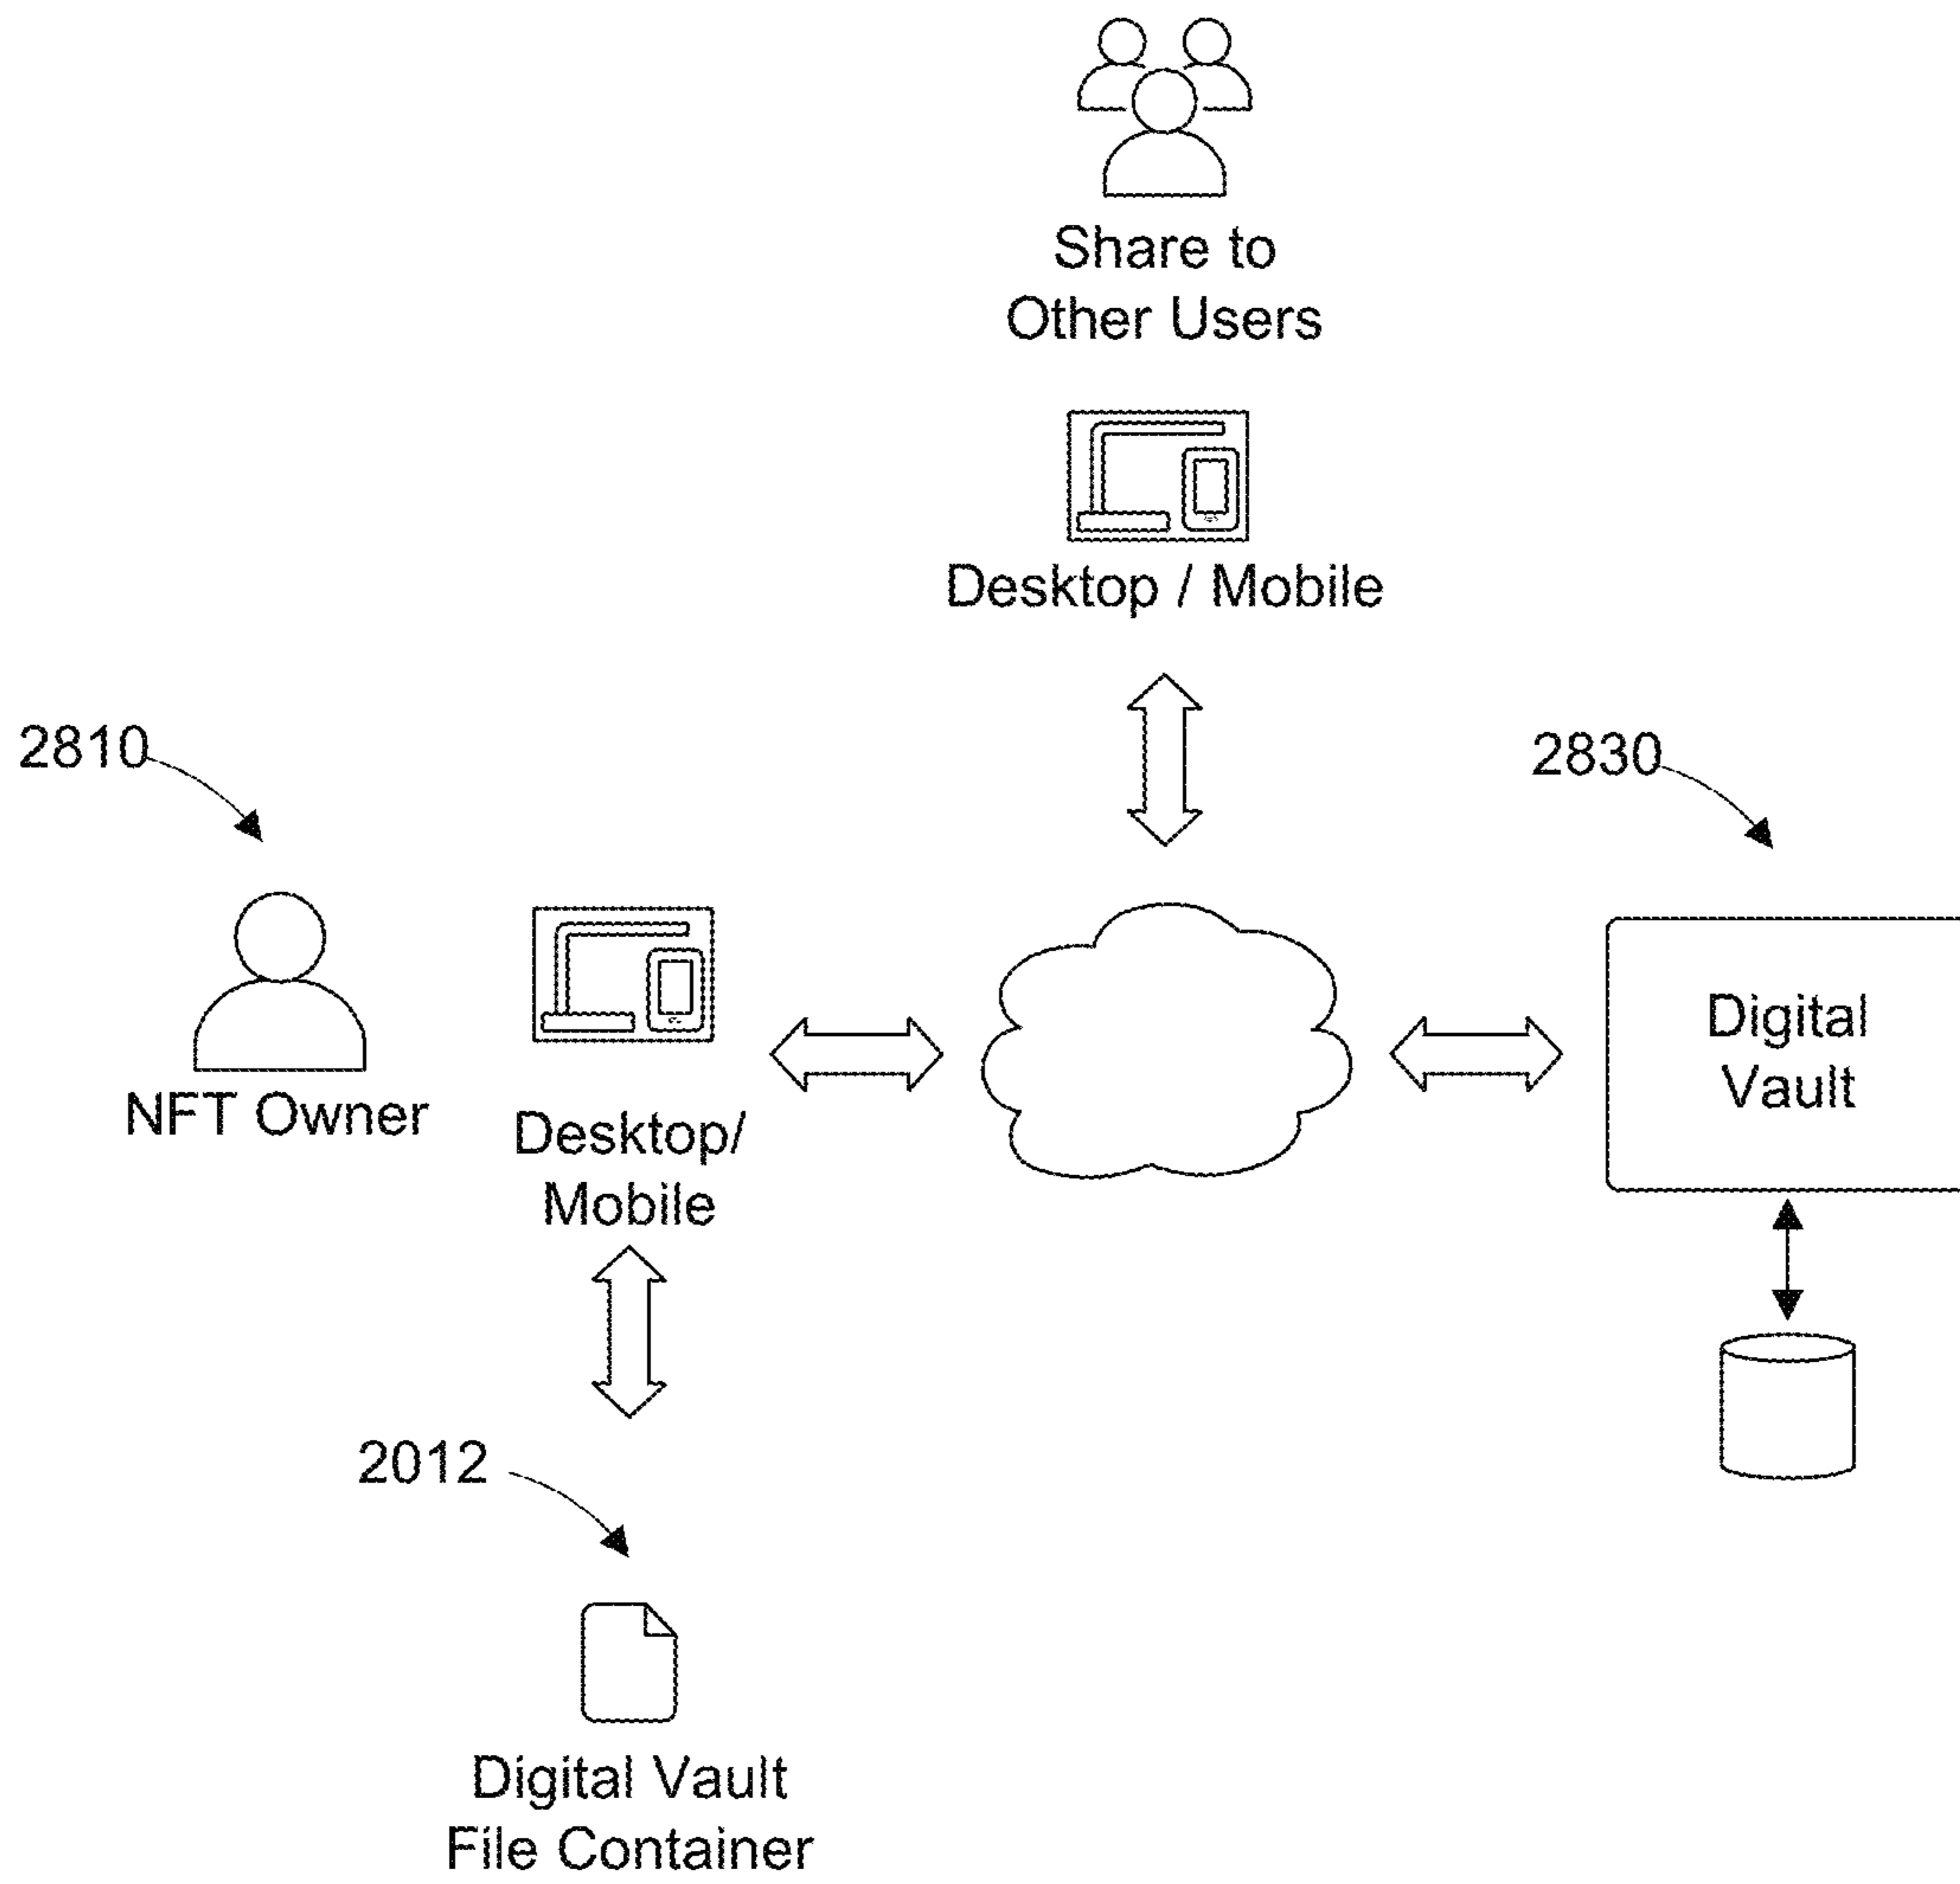 Share to
Other Users
Desktop / Mobile
2810
2830
NFT Owner
Desktop/
Mobile
Digital
Vault
2012
Digital Vault
File Container